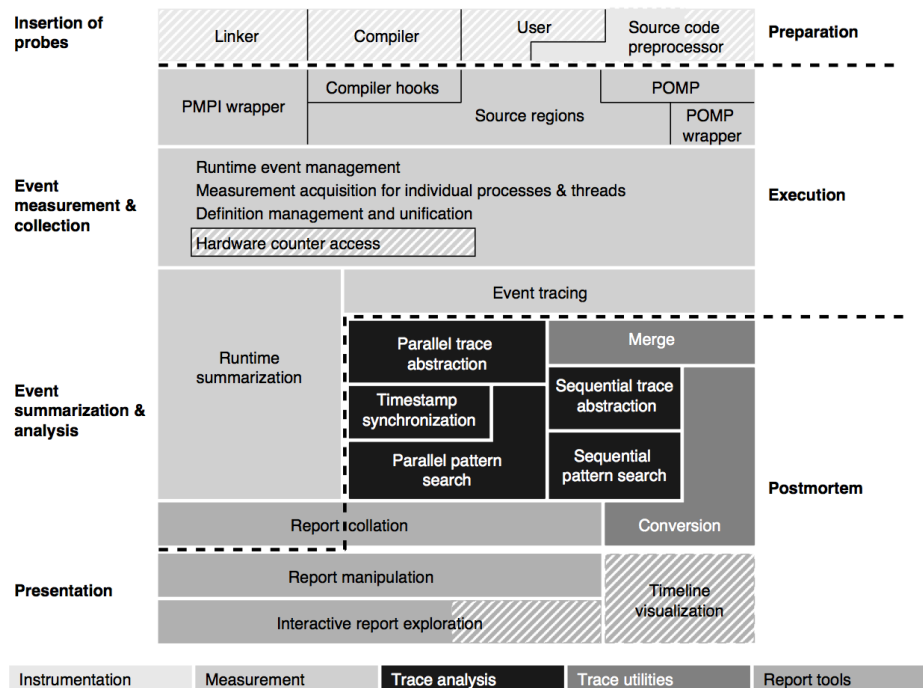 Insertion of
probes
Linker
Compiler
User
Source code
preprocessor
Preparation
PMPI wrapper
Compiler hooks
Source regions
POMP
POMP
wrapper
Event
measurement &
collection
Runtime event management
Measurement acquisition for individual processes & threads
Definition management and unification
Hardware counter access
Execution
Event tracing
Runtime
summarization
Event
summarization &
analysis
Parallel trace
abstraction
Timestamp
synchronization
Parallel pattern
search
Merge
Sequential trace
abstraction
Sequential
pattern search
Postmortem
Report collation
Conversion
Presentation
Report manipulation
Interactive report exploration
Timeline
visualization
Instrumentation
Measurement
Trace analysis
Trace utilities
Report tools